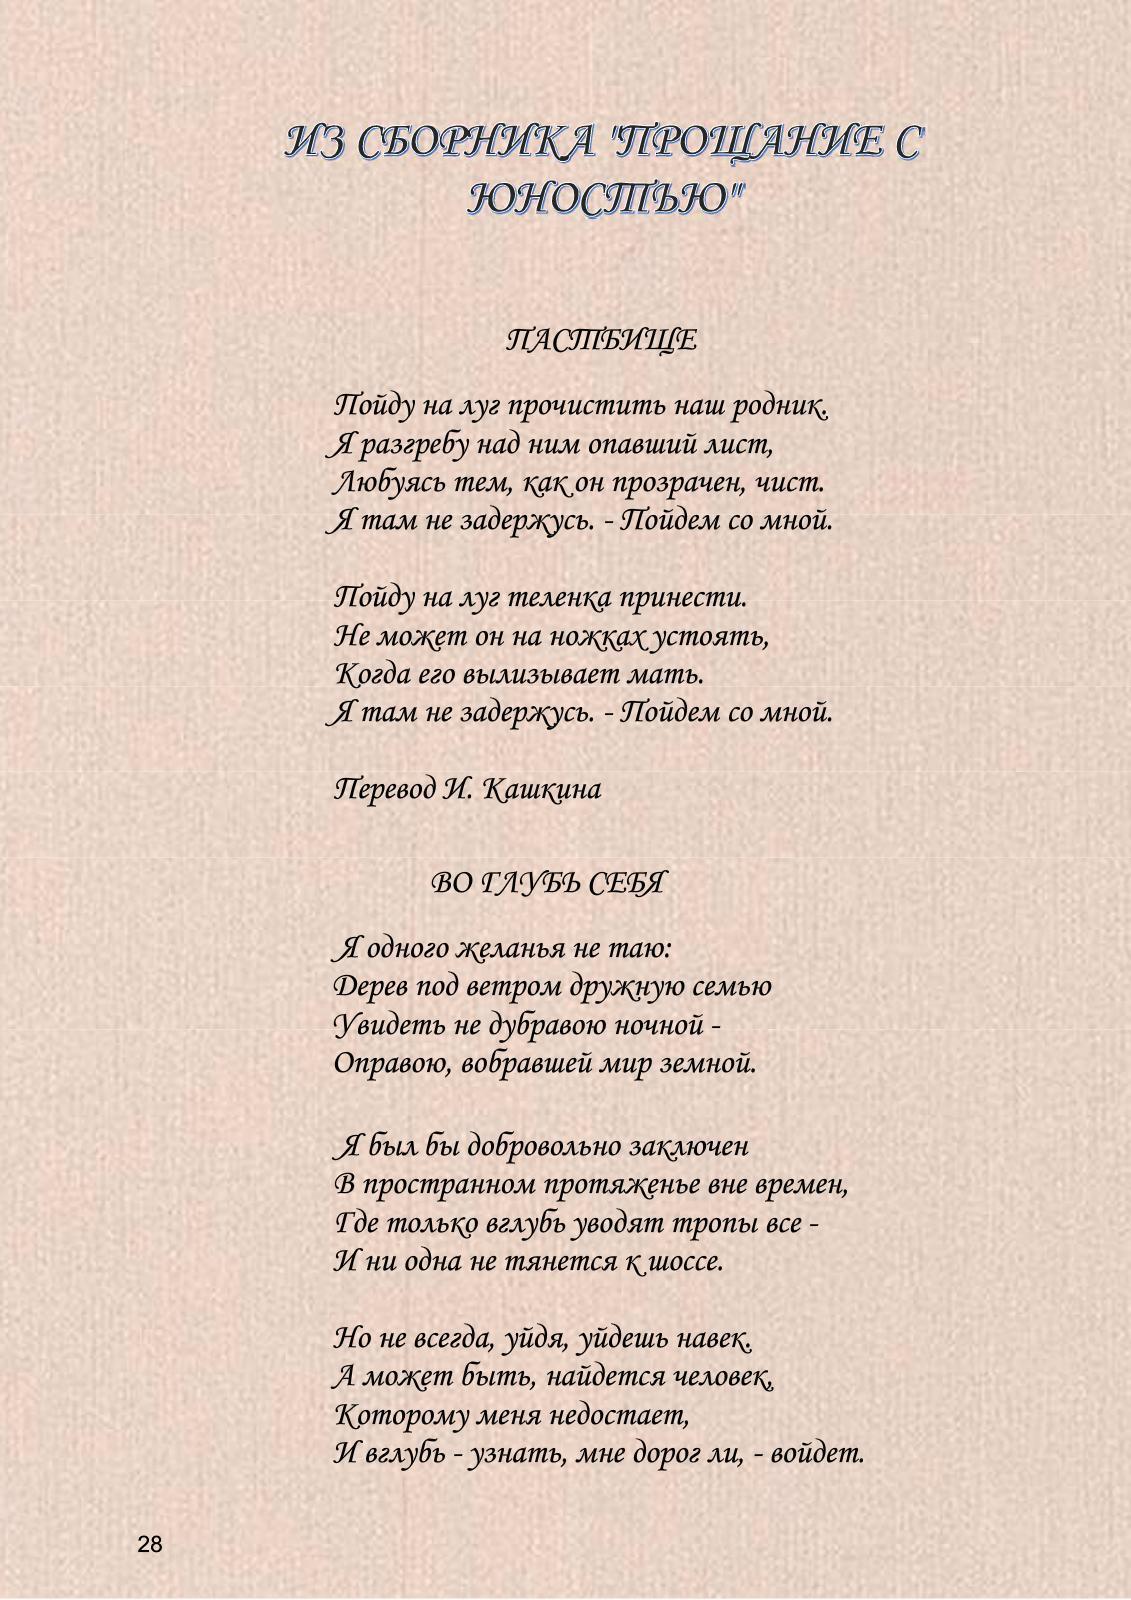 ИЗ СБОРНИКА "ПРОЩАНИЕ С
ЮНОСТЬЮ"
ПАСТБИЩЕ
Пойду на луг прочистить наш родник.
Я разгребу над ним опавший лист,
Любуясь тем, как он прозрачен, чист.
Я там не задержусь. - Пойдем со мной.
Пойду на луг теленка принести.
Не может он на ножках устоять,
Когда его вылизывает мать.
Я там не задержусь. - Пойдем со мной.
Перевод И. Кашкина
ВО ГЛУБЬ СЕБЯ
Я одного желанья не таю:
Дерев под ветром дружную семью
Увидеть не дубравою ночной -
Оправою, вобравшей мир земной.
Я был бы добровольно заключен
В пространном протяженье вне времен,
Где только вглубь уводят тропы все -
И ни одна не тянется к шоссе.
Но не всегда, уйдя, уйдешь навек.
А может быть, найдется человек,
Которому меня недостает,
И вглубь - узнать, мне дорог ли, - войдет.
28